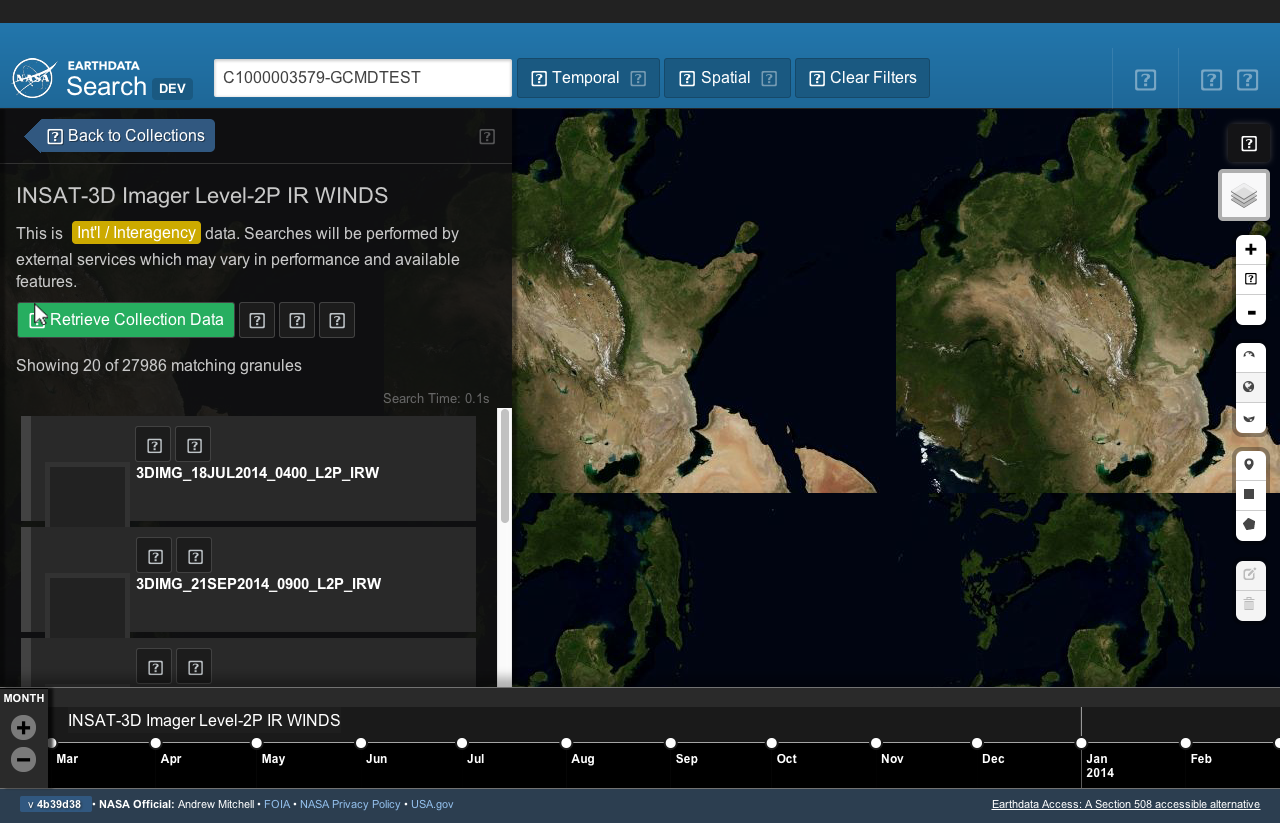 NASA
EARTHDATA
Search DEV
C1000003579-GCMDTEST
Temporal
Spatial
Clear Filters
Back to Collections
INSAT-3D Imager Level-2P IR WINDS
This is Int'l / Interagency data. Searches will be performed by
external services which may vary in performance and available
features.
Retrieve Collection Data
Showing 20 of 27986 matching granules
Search Time: 0.1s
3DIMG_18JUL2014_0400_L2P_IRW
3DIMG_21SEP2014_0900_L2P_IRW
MONTH
INSAT-3D Imager Level-2P IR WINDS
Mar Apr May Jun Jul Aug Sep Oct Nov Dec Jan Feb
2014
v 4b39d38 • NASA Official: Andrew Mitchell • FOIA • NASA Privacy Policy • USA.gov
Earthdata Access: A Section 508 accessible alternative